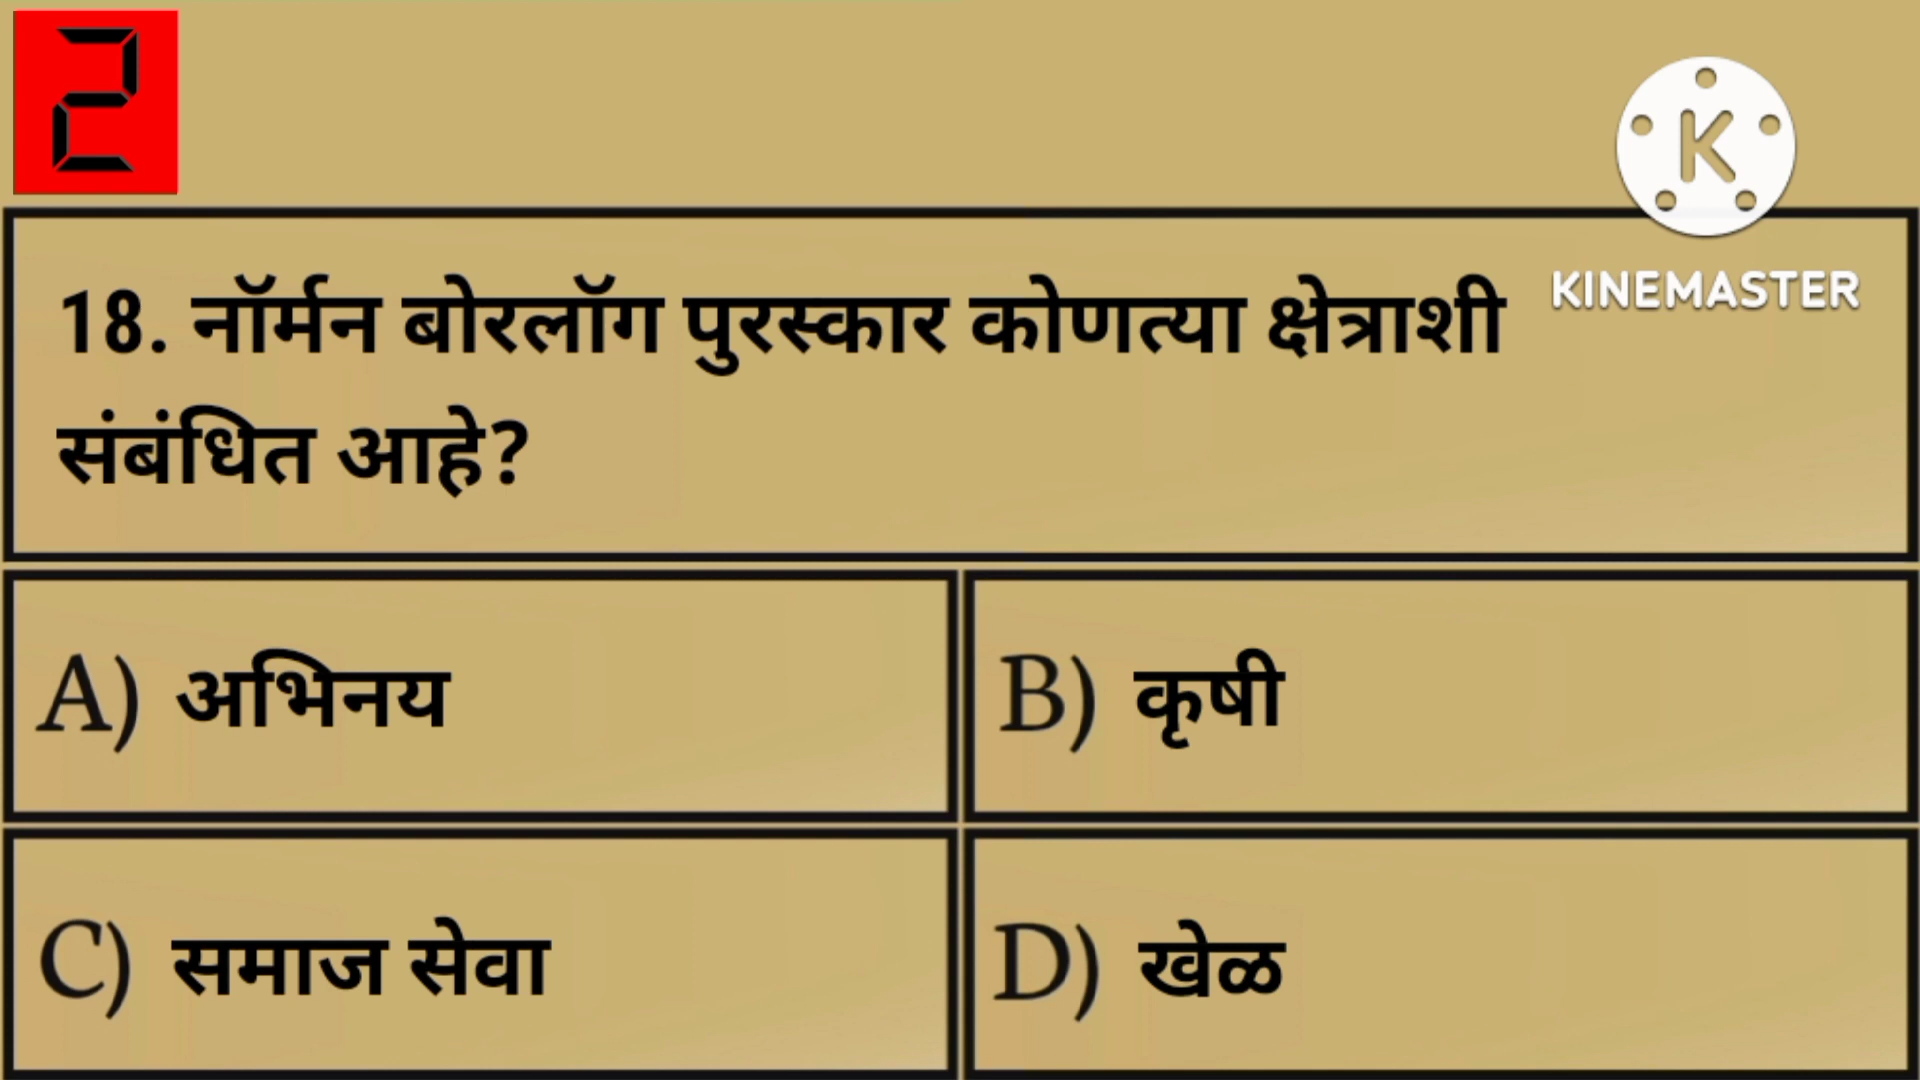 2
K
KINEMASTER
18. नॉर्मन बोरलॉग पुरस्कार कोणत्या क्षेत्राशी
संबंधित आहे?
A) अभिनय
B) कृषी
C) समाज सेवा
D) खेळ